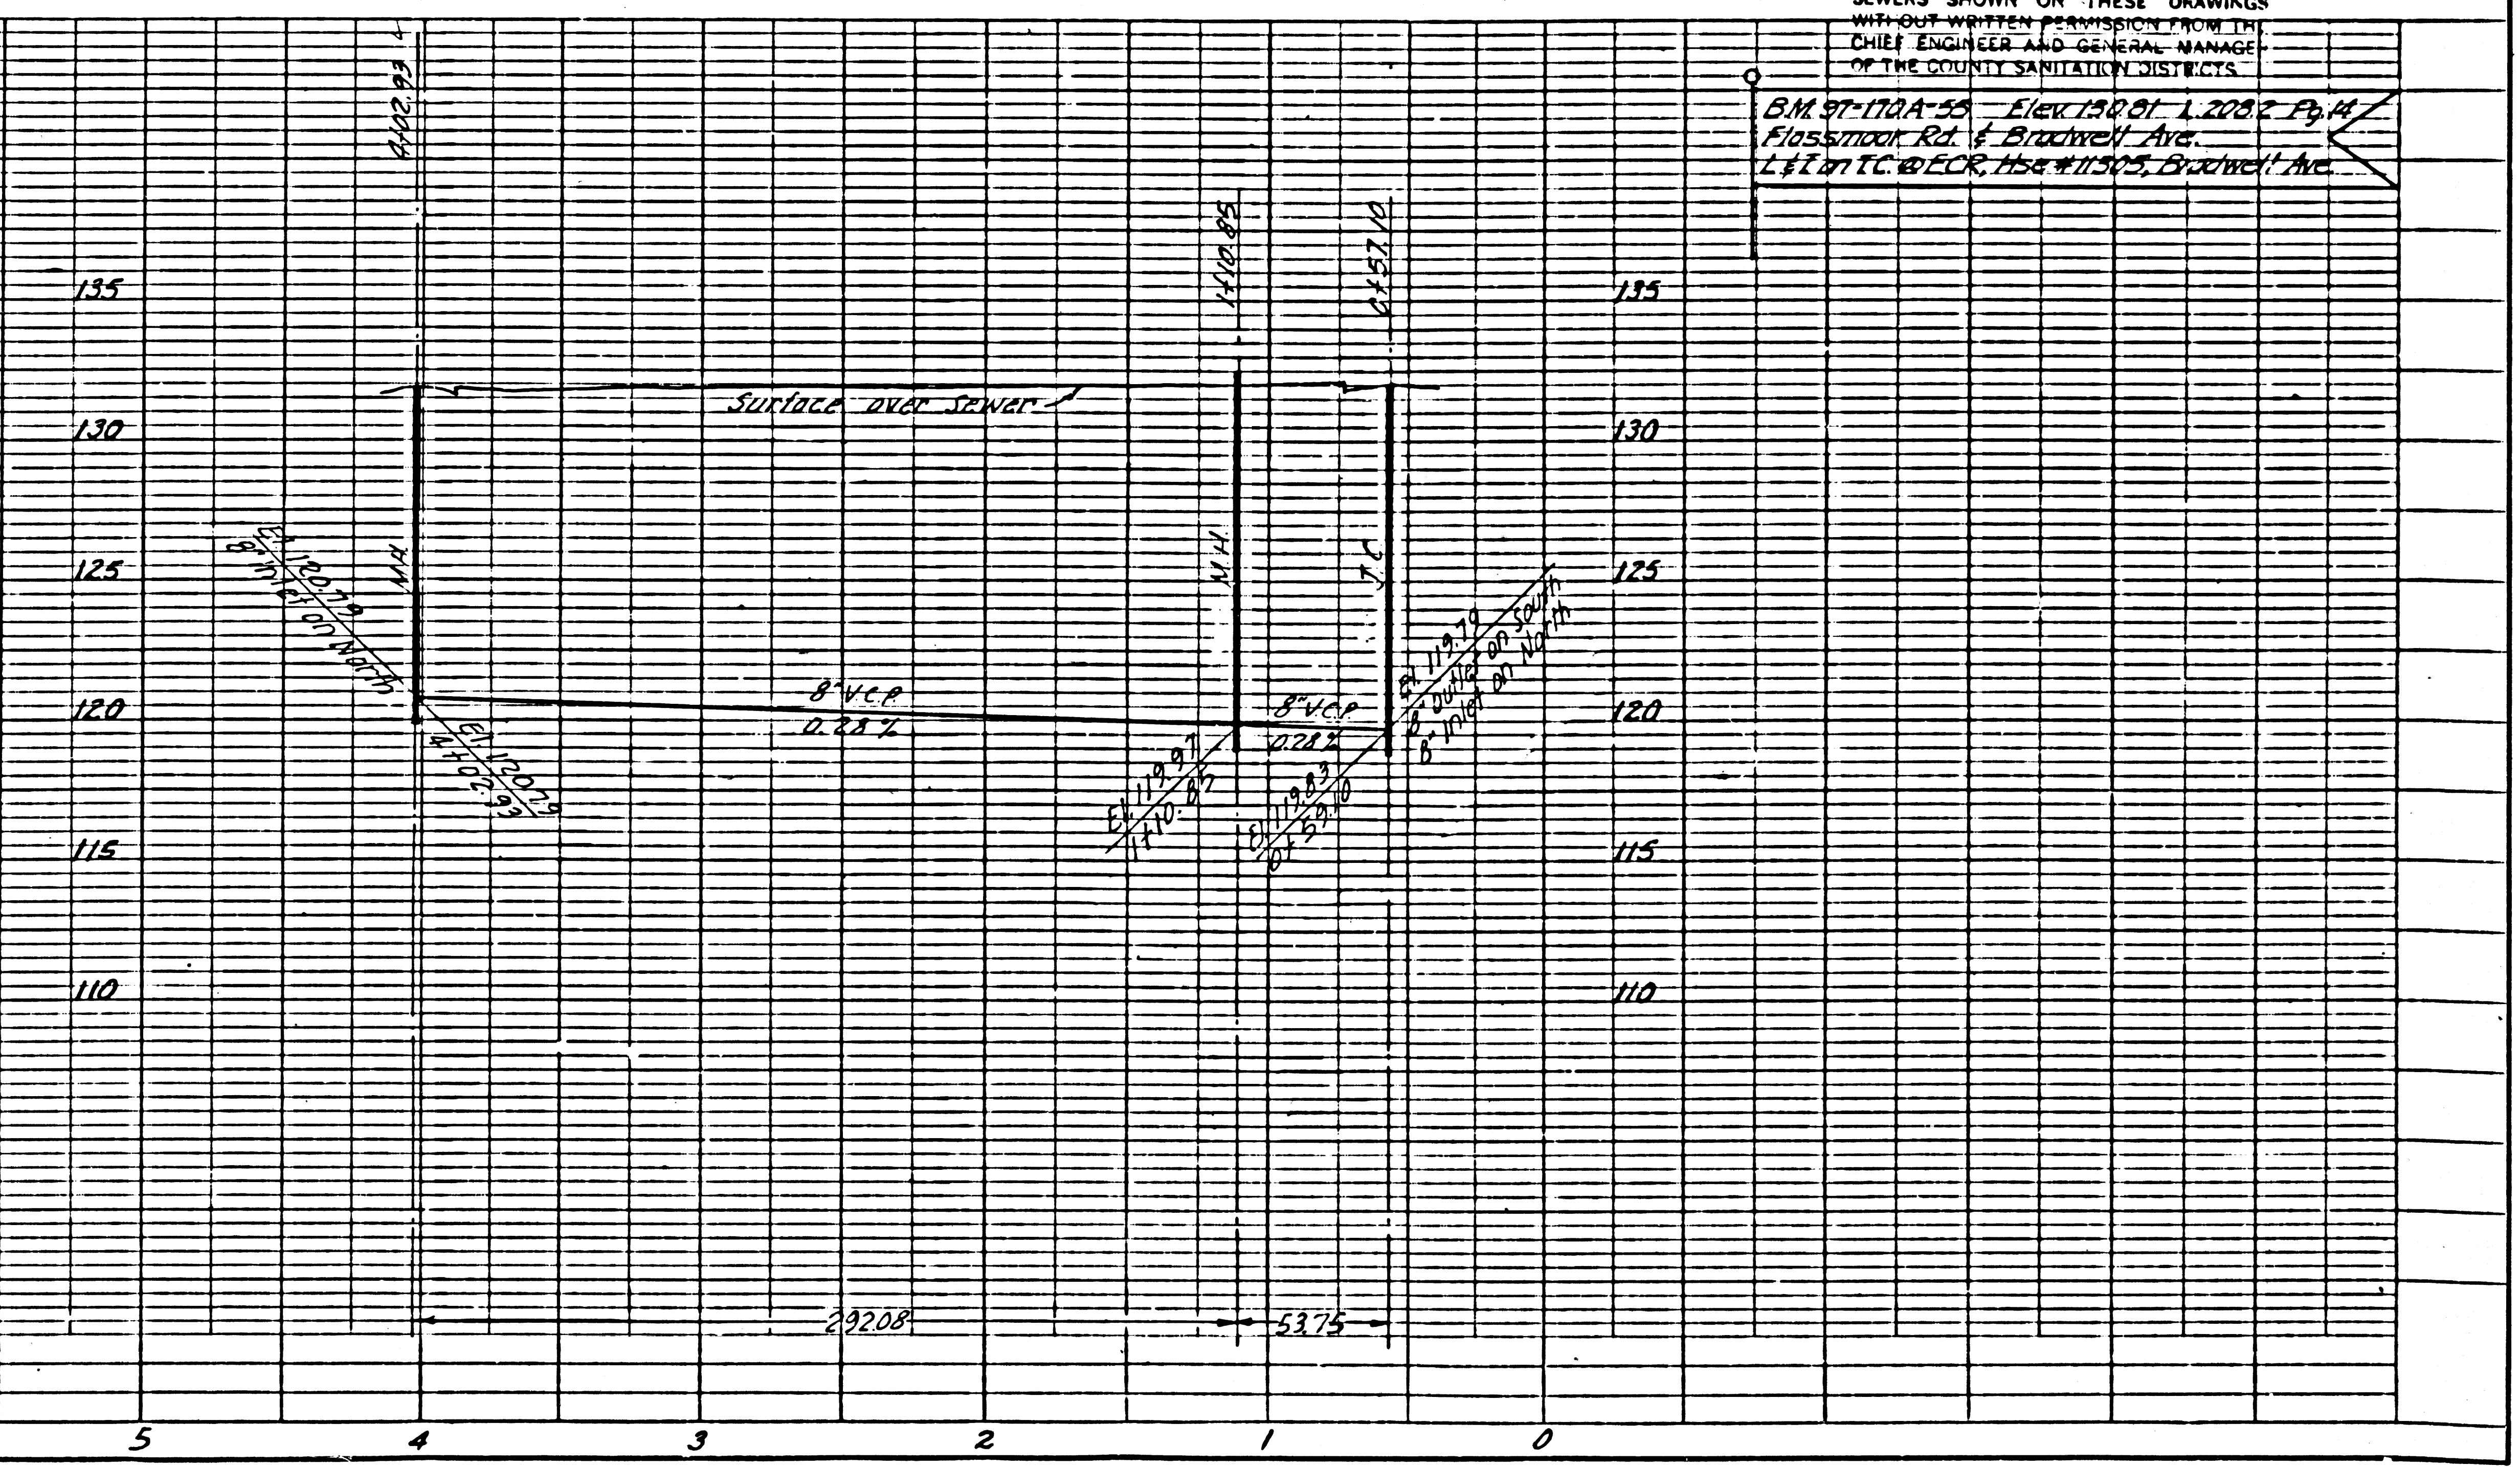 SEWERS SHOWN ON THESE DRAWINGS
WITHOUT WRITTEN PERMISSION FROM TH
CHIEF ENGINEER AND GENERAL MANAGE
OF THE COUNTY SANITATION DISTRICTS
B.M. 97-170A-55 Elev. 130.81 L.2082 Pg.14
Flossmoor Rd. & Bradwell Ave.
L&T on T.C. @ ECR, Hse #11505, Bradwell Ave
4+02.93
1+10.85
0+57.10
135
135
Surface over sewer
130
130
M.H.
M.H.
J.C.
El. 120.79
8" inlet on North
125
125
El. 119.79
8" outlet on South
8" inlet on North
8" V.C.P.
0.28 %
8" V.C.P.
0.28 %
120
120
El. 120.79
4+02.93
El. 119.97
1+10.85
El. 119.83
0+59.10
115
115
110
110
292.08
53.75
5
4
3
2
1
0